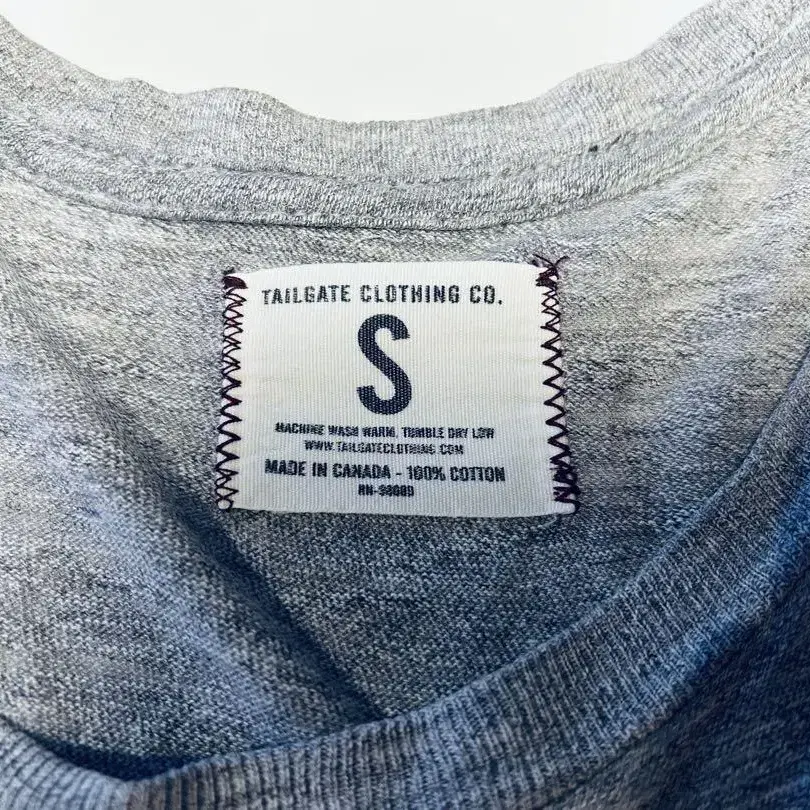 TAILGATE CLOTHING CO.
S
MACHINE WASH WARM, TUMBLE DRY LOW
WWW.TAILGATECLOTHING.COM
MADE IN CANADA - 100% COTTON